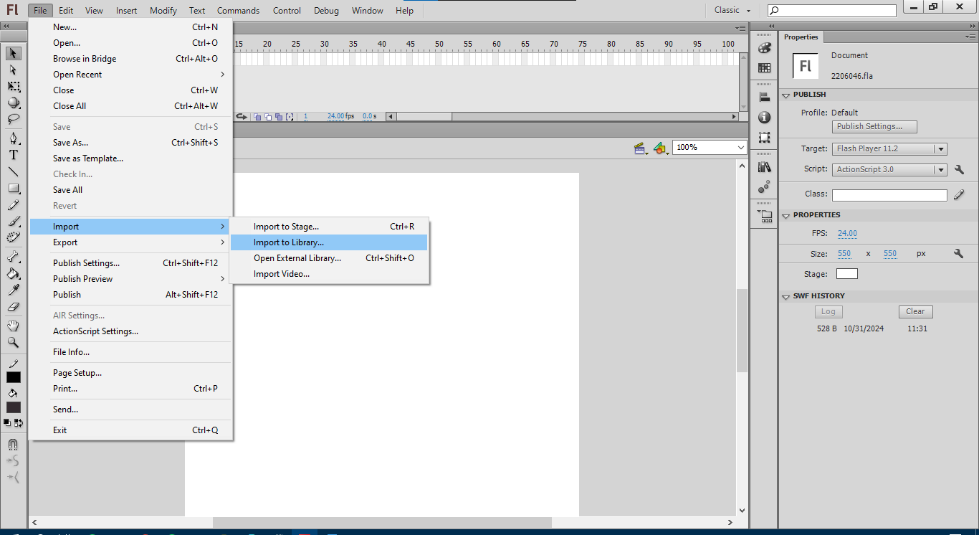 Fl File Edit View Insert Modify Text Commands Control Debug Window Help Classic
New... Ctrl+N
Open... Ctrl+O
Browse in Bridge Ctrl+Alt+O
Open Recent
Close Ctrl+W
Close All Ctrl+Alt+W
Save Ctrl+S
Save As... Ctrl+Shift+S
Save as Template...
Check In...
Save All
Revert
Import
Export
Publish Settings... Ctrl+Shift+F12
Publish Preview
Publish Alt+Shift+F12
AIR Settings...
ActionScript Settings...
File Info...
Page Setup...
Print... Ctrl+P
Send...
Exit Ctrl+Q
Import to Stage... Ctrl+R
Import to Library...
Open External Library... Ctrl+Shift+O
Import Video...
15 20 25 30 35 40 45 50 55 60 65 70 75 80 85 90 95 100
1 24.00 fps 0.0 s
100%
Properties
Fl
Document
2206046.fla
PUBLISH
Profile: Default
Publish Settings...
Target: Flash Player 11.2
Script: ActionScript 3.0
Class:
PROPERTIES
FPS: 24.00
Size: 550 x 550 px
Stage:
SWF HISTORY
Log Clear
528 B 10/31/2024 11:31